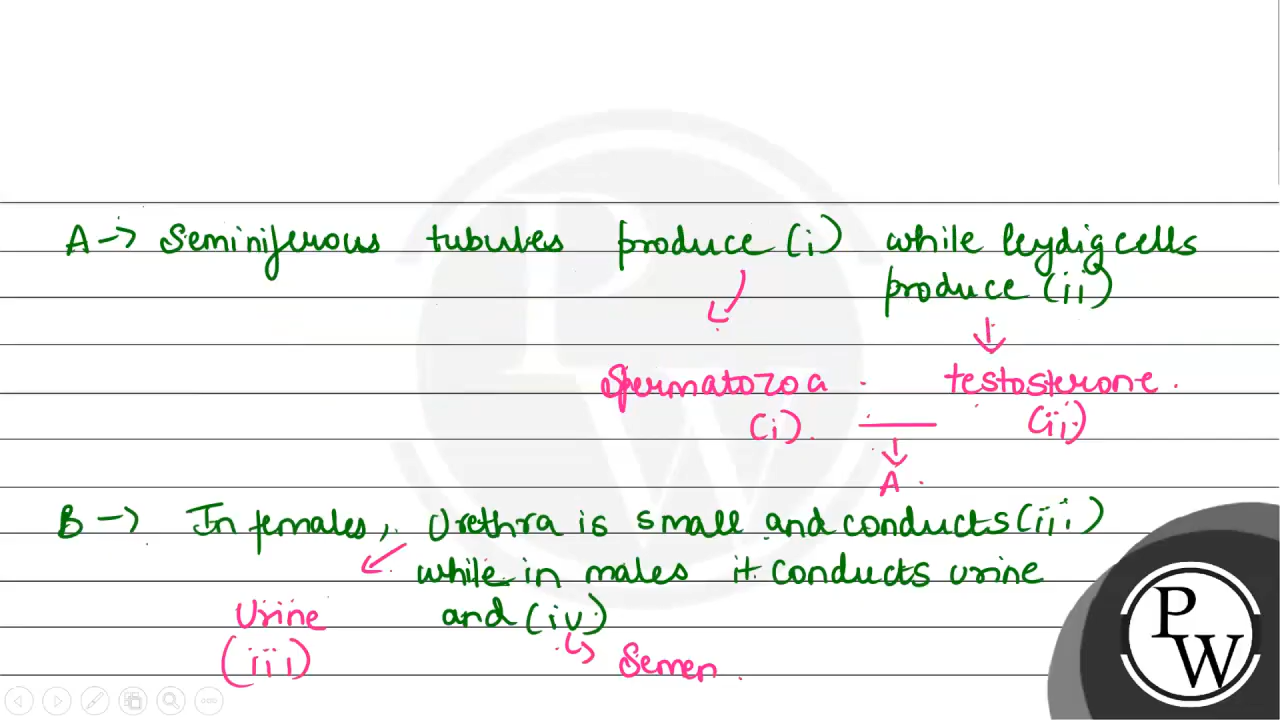 A → Seminiferous tubules produce (i) while leydig cells
produce (ii)
Spermatozoa
testosterone.
(i).
(ii)
A.
B → In females, Urethra is small and conducts (iii)
while in males it conducts urine
Urine
and (iv)
(iii)
Semen.
P
W
P
W